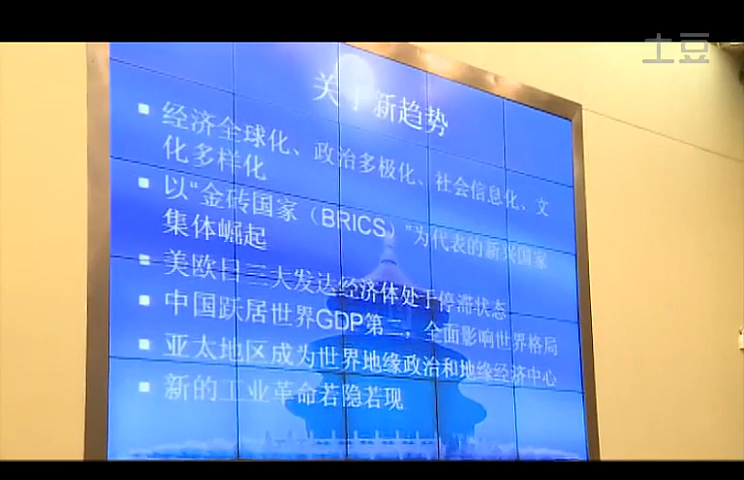 土豆
关于新趋势
▪ 经济全球化、政治多极化、社会信息化、文
化多样化
▪ 以“金砖国家（BRICS）”为代表的新兴国家
集体崛起
▪ 美欧日三大发达经济体处于停滞状态
▪ 中国跃居世界GDP第二，全面影响世界格局
▪ 亚太地区成为世界地缘政治和地缘经济中心
▪ 新的工业革命若隐若现